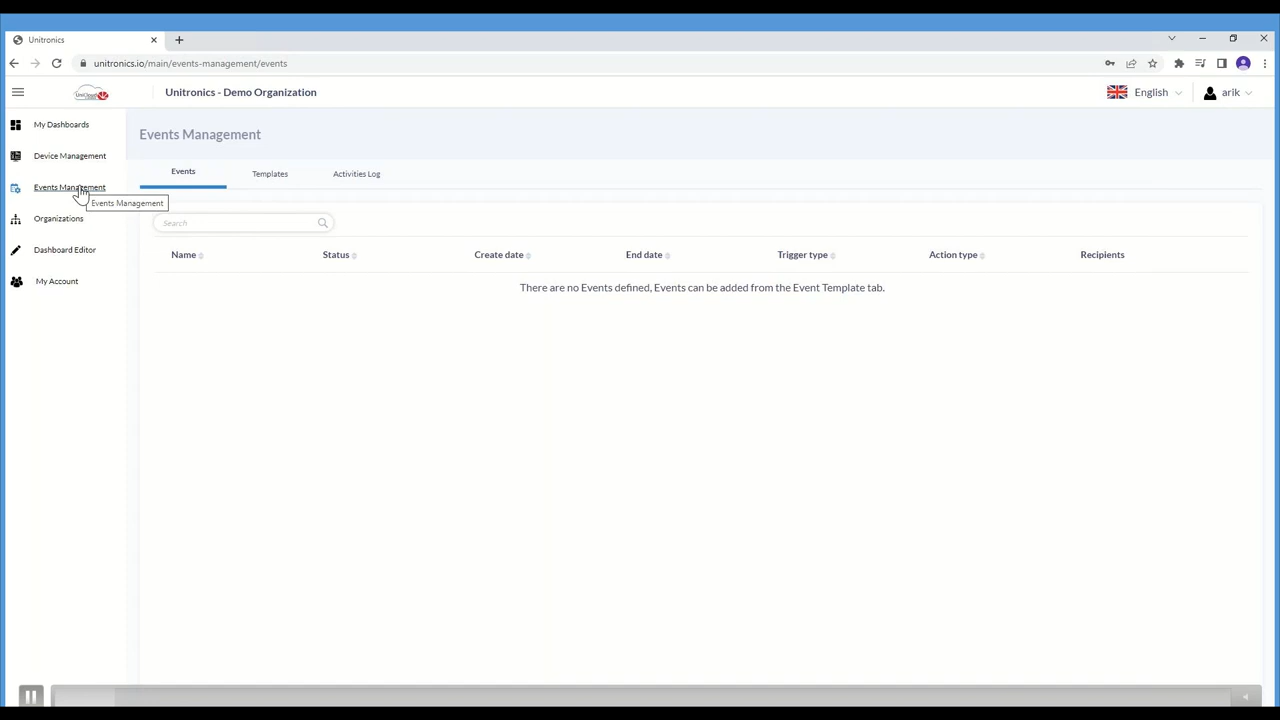 Unitronics
unitronics.io/main/events-management/events
UniCloud
Unitronics - Demo Organization
English
arik
My Dashboards
Device Management
Events Management
Events Management
Organizations
Dashboard Editor
My Account
Events Management
Events
Templates
Activities Log
Search
Name
Status
Create date
End date
Trigger type
Action type
Recipients
There are no Events defined, Events can be added from the Event Template tab.